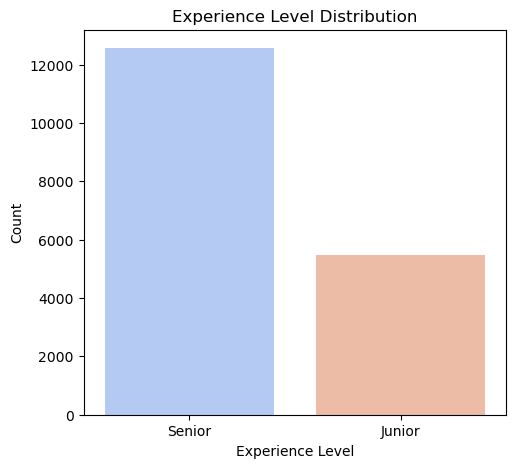 Experience Level Distribution
12000
10000
8000
6000
4000
2000
0
Count
Senior
Junior
Experience Level